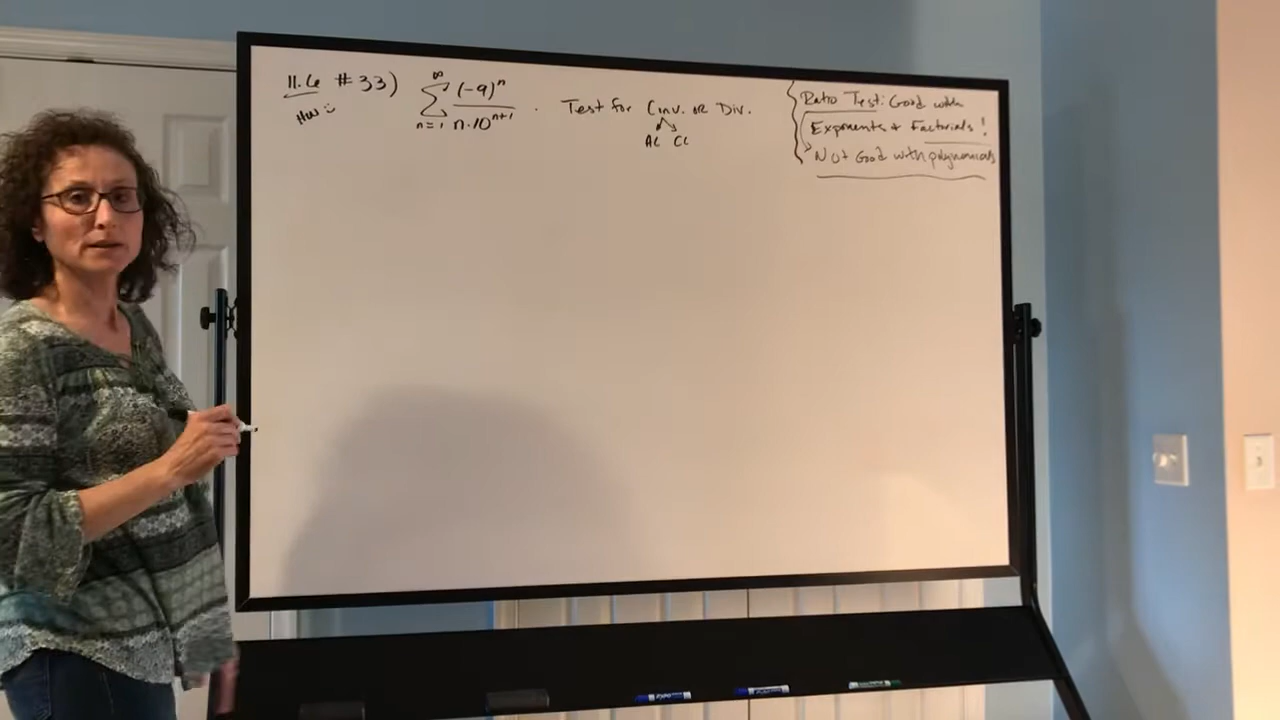 11.6 #33) ∞ Σ n=1 (-9)^n / n·10^(n+1) . Test for Conv. or Div.
HW :)
AC CC
Ratio Test: Good with
Exponents & Factorials!
Not Good with polynomials